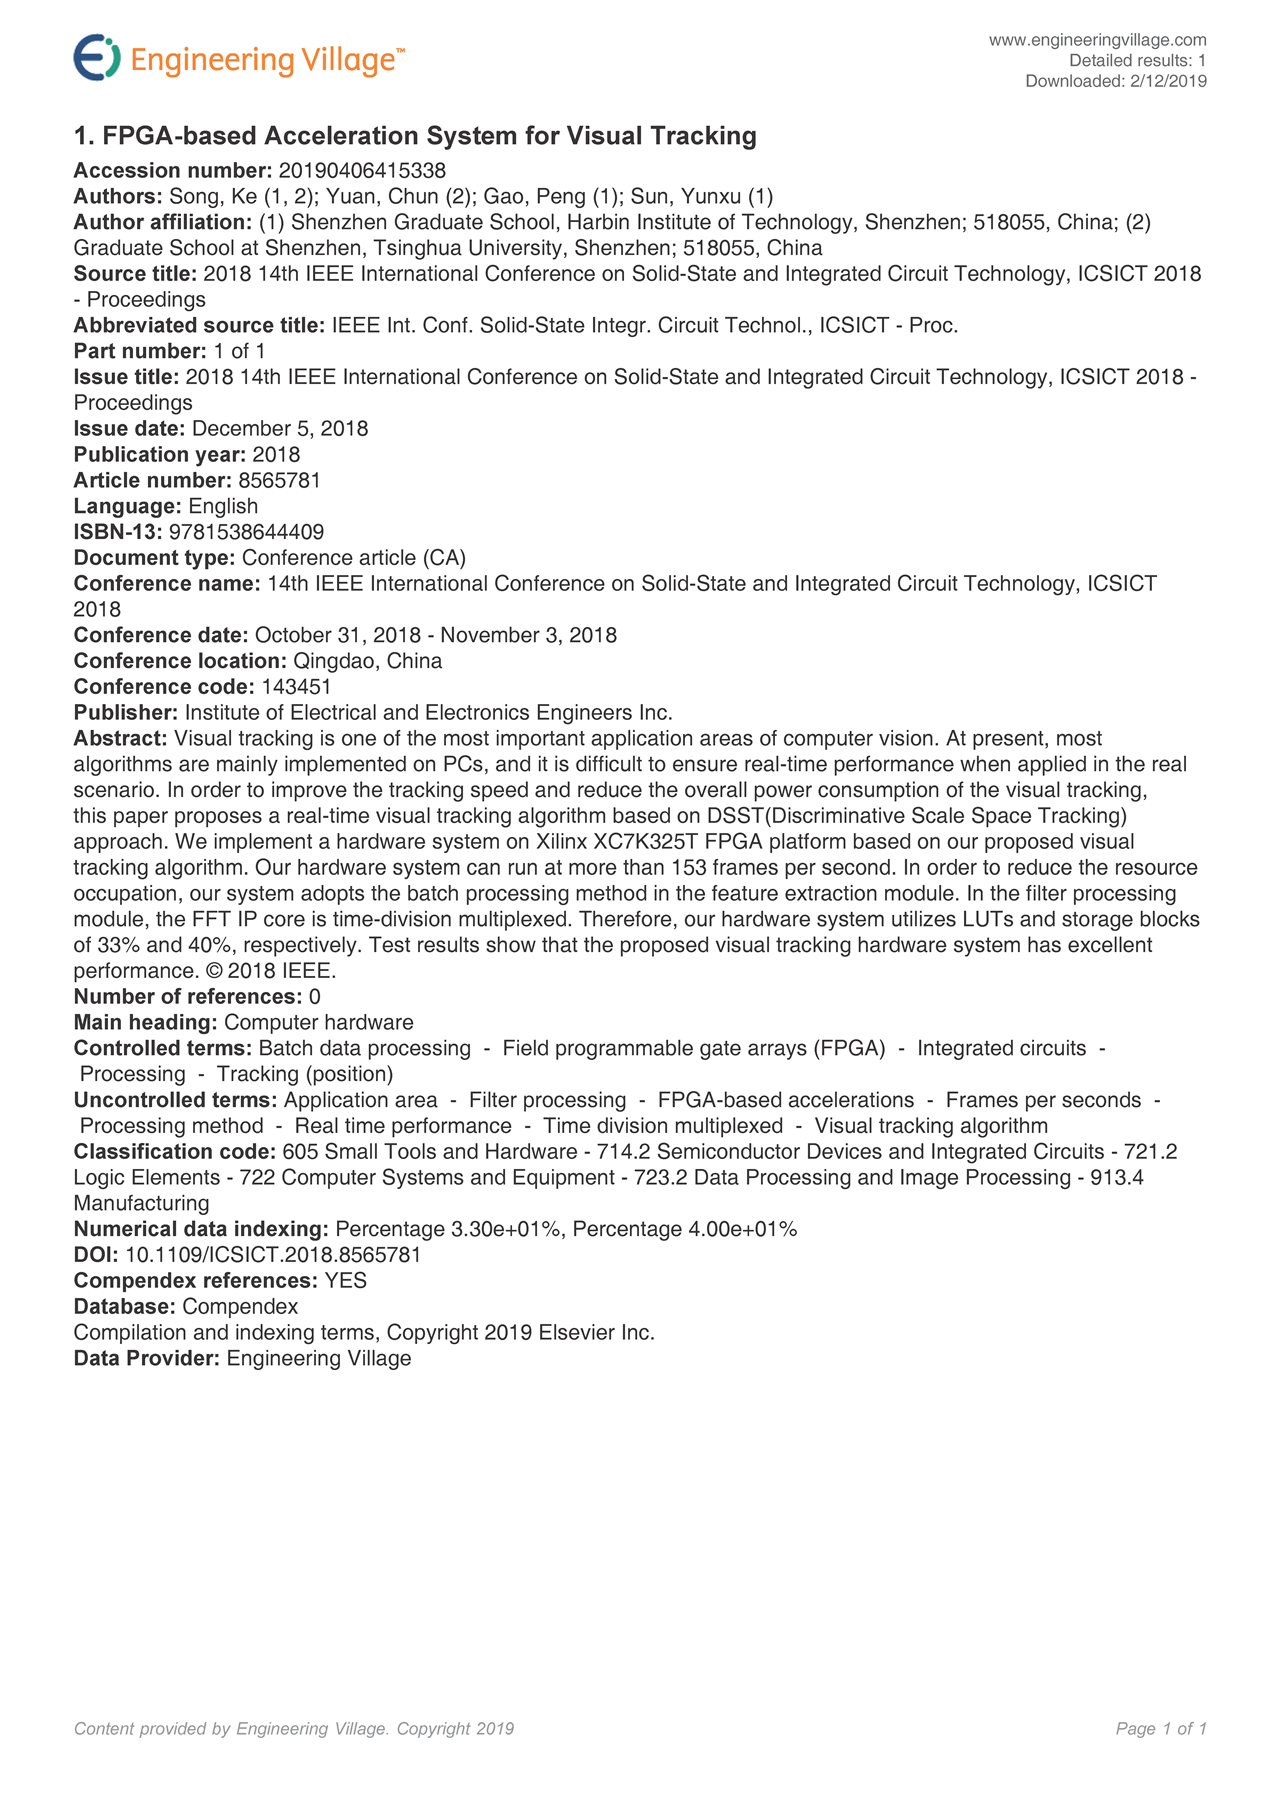 Engineering Village™
www.engineeringvillage.com
Detailed results: 1
Downloaded: 2/12/2019
1. FPGA-based Acceleration System for Visual Tracking
Accession number: 20190406415338
Authors: Song, Ke (1, 2); Yuan, Chun (2); Gao, Peng (1); Sun, Yunxu (1)
Author affiliation: (1) Shenzhen Graduate School, Harbin Institute of Technology, Shenzhen; 518055, China; (2)
Graduate School at Shenzhen, Tsinghua University, Shenzhen; 518055, China
Source title: 2018 14th IEEE International Conference on Solid-State and Integrated Circuit Technology, ICSICT 2018
- Proceedings
Abbreviated source title: IEEE Int. Conf. Solid-State Integr. Circuit Technol., ICSICT - Proc.
Part number: 1 of 1
Issue title: 2018 14th IEEE International Conference on Solid-State and Integrated Circuit Technology, ICSICT 2018 -
Proceedings
Issue date: December 5, 2018
Publication year: 2018
Article number: 8565781
Language: English
ISBN-13: 9781538644409
Document type: Conference article (CA)
Conference name: 14th IEEE International Conference on Solid-State and Integrated Circuit Technology, ICSICT
2018
Conference date: October 31, 2018 - November 3, 2018
Conference location: Qingdao, China
Conference code: 143451
Publisher: Institute of Electrical and Electronics Engineers Inc.
Abstract: Visual tracking is one of the most important application areas of computer vision. At present, most
algorithms are mainly implemented on PCs, and it is difficult to ensure real-time performance when applied in the real
scenario. In order to improve the tracking speed and reduce the overall power consumption of the visual tracking,
this paper proposes a real-time visual tracking algorithm based on DSST(Discriminative Scale Space Tracking)
approach. We implement a hardware system on Xilinx XC7K325T FPGA platform based on our proposed visual
tracking algorithm. Our hardware system can run at more than 153 frames per second. In order to reduce the resource
occupation, our system adopts the batch processing method in the feature extraction module. In the filter processing
module, the FFT IP core is time-division multiplexed. Therefore, our hardware system utilizes LUTs and storage blocks
of 33% and 40%, respectively. Test results show that the proposed visual tracking hardware system has excellent
performance. © 2018 IEEE.
Number of references: 0
Main heading: Computer hardware
Controlled terms: Batch data processing - Field programmable gate arrays (FPGA) - Integrated circuits -
Processing - Tracking (position)
Uncontrolled terms: Application area - Filter processing - FPGA-based accelerations - Frames per seconds -
Processing method - Real time performance - Time division multiplexed - Visual tracking algorithm
Classification code: 605 Small Tools and Hardware - 714.2 Semiconductor Devices and Integrated Circuits - 721.2
Logic Elements - 722 Computer Systems and Equipment - 723.2 Data Processing and Image Processing - 913.4
Manufacturing
Numerical data indexing: Percentage 3.30e+01%, Percentage 4.00e+01%
DOI: 10.1109/ICSICT.2018.8565781
Compendex references: YES
Database: Compendex
Compilation and indexing terms, Copyright 2019 Elsevier Inc.
Data Provider: Engineering Village
Content provided by Engineering Village. Copyright 2019
Page 1 of 1